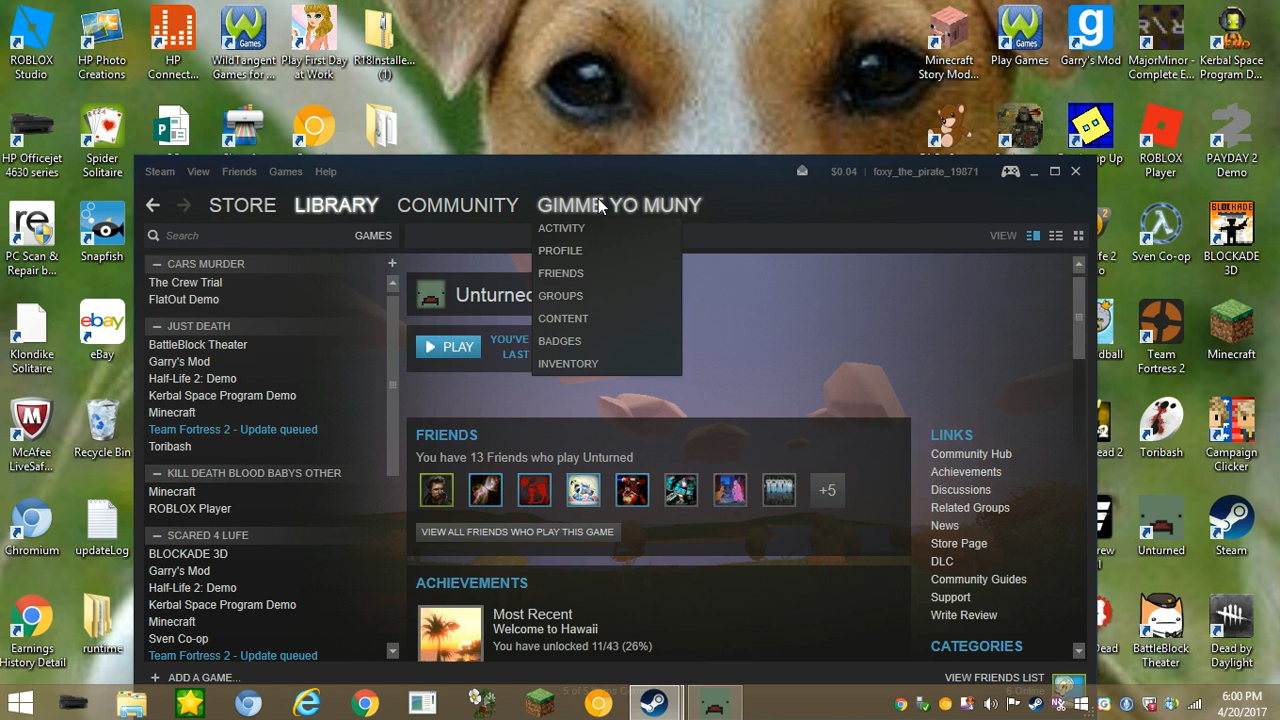 ROBLOX Studio
HP Photo Creations
HP Connect...
WildTangent Games for ...
Play First Day at Work
RT8Installe... (1)
Minecraft Story Mod...
Play Games
Garry's Mod
MajorMinor - Complete E...
Kerbal Space Program D...
HP Officejet 4630 series
Spider Solitaire
up Up
ROBLOX Player
PAYDAY 2 Demo
Steam View Friends Games Help
$0.04 foxy_the_pirate_19871
STORE LIBRARY COMMUNITY GIMME YO MUNY
Search GAMES
VIEW
ACTIVITY
PROFILE
FRIENDS
GROUPS
CONTENT
BADGES
INVENTORY
PC Scan & Repair b...
Snapfish
Sven Co-op
BLOCKADE 3D
Klondike Solitaire
eBay
Team Fortress 2
Minecraft
McAfee LiveSaf...
Recycle Bin
Toribash
Campaign Clicker
Chromium
updateLog
Unturned
Steam
Earnings History Detail
runtime
BattleBlock Theater
Dead by Daylight
CARS MURDER
The Crew Trial
FlatOut Demo
JUST DEATH
BattleBlock Theater
Garry's Mod
Half-Life 2: Demo
Kerbal Space Program Demo
Minecraft
Team Fortress 2 - Update queued
Toribash
KILL DEATH BLOOD BABYS OTHER
Minecraft
ROBLOX Player
SCARED 4 LUFE
BLOCKADE 3D
Garry's Mod
Half-Life 2: Demo
Kerbal Space Program Demo
Minecraft
Sven Co-op
Team Fortress 2 - Update queued
ADD A GAME...
Unturned
PLAY
YOU'VE
LAST
FRIENDS
You have 13 Friends who play Unturned
+5
VIEW ALL FRIENDS WHO PLAY THIS GAME
ACHIEVEMENTS
Most Recent
Welcome to Hawaii
You have unlocked 11/43 (26%)
LINKS
Community Hub
Achievements
Discussions
Related Groups
News
Store Page
DLC
Community Guides
Support
Write Review
CATEGORIES
VIEW FRIENDS LIST
6 Online
6:00 PM
4/20/2017